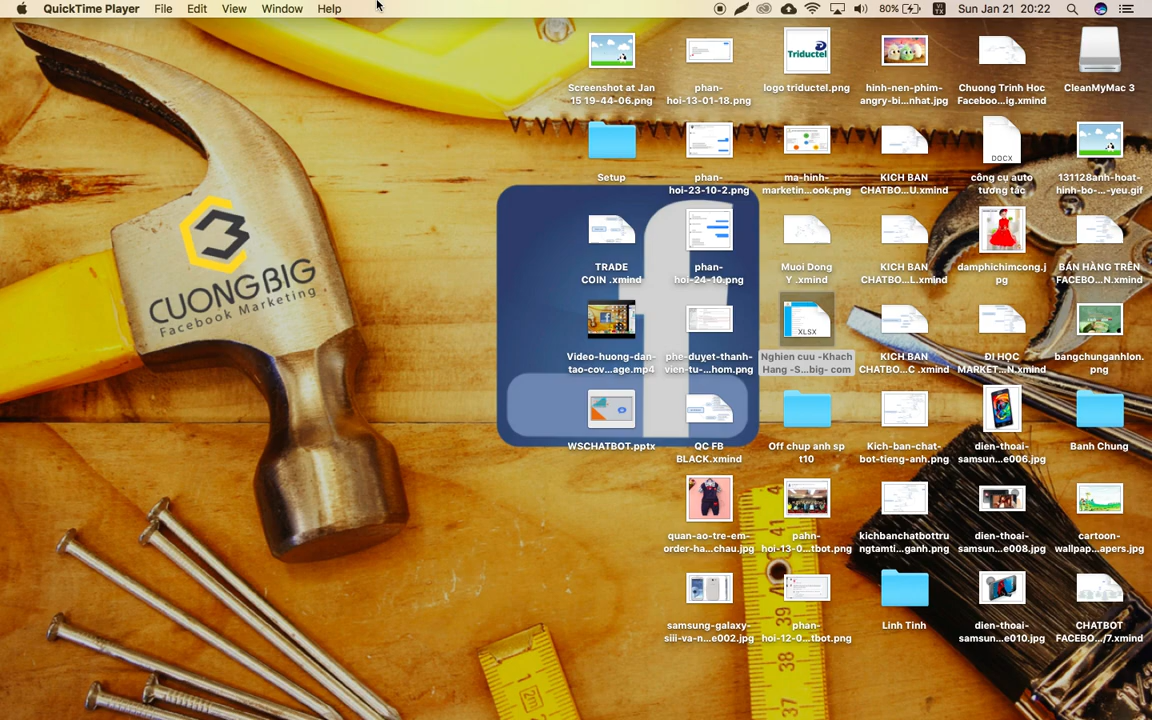 QuickTime Player File Edit View Window Help
80% VI TX Sun Jan 21 20:22
Screenshot at Jan
15 19-44-06.png
phan-
hoi-13-01-18.png
logo triductel.png
hinh-nen-phim-
angry-bi...nhat.jpg
Chuong Trinh Hoc
Faceboo...ig.xmind
CleanMyMac 3
Triductel
Setup
phan-
hoi-23-10-2.png
ma-hinh-
marketin...ook.png
KICH BAN
CHATBO...U.xmind
DOCX
công cụ auto
tương tác
131128anh-hoat-
hinh-bo-...-yeu.gif
TRADE
COIN .xmind
phan-
hoi-24-10.png
Muoi Dong
Y .xmind
KICH BAN
CHATBO...L.xmind
damphichimcong.j
pg
BÁN HÀNG TRÊN
FACEBO...N.xmind
Video-huong-dan-
tao-cov...age.mp4
phe-duyet-thanh-
vien-tu-...hom.png
XLSX
Nghien cuu -Khach
Hang -S...big- com
KICH BAN
CHATBO...C .xmind
ĐI HỌC
MARKET...N.xmind
bangchunganhlon.
png
WSCHATBOT.pptx
QC FB
BLACK.xmind
Off chup anh sp
t10
Kich-ban-chat-
bot-tieng-anh.png
dien-thoai-
samsun...e006.jpg
Banh Chung
quan-ao-tre-em-
order-ha...chau.jpg
pahn-
hoi-13-0...tbot.png
kichbanchatbottru
ngtamti...ganh.png
dien-thoai-
samsun...e008.jpg
cartoon-
wallpap...apers.jpg
samsung-galaxy-
siii-va-n...e002.jpg
phan-
hoi-12-0...tbot.png
Linh Tinh
dien-thoai-
samsun...e010.jpg
CHATBOT
FACEBO.../7.xmind
CUONGBIG
Facebook Marketing
41
39
38
37
2m